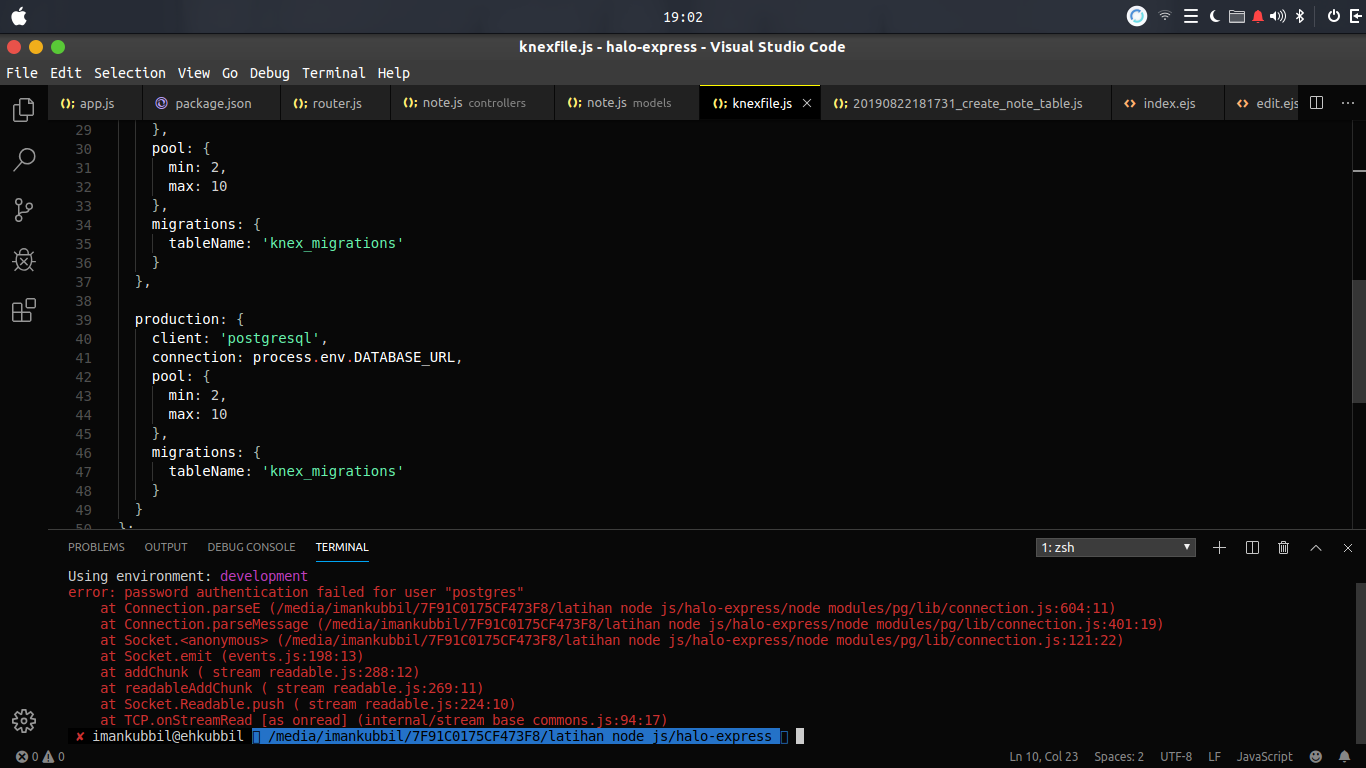 19:02
knexfile.js - halo-express - Visual Studio Code
File Edit Selection View Go Debug Terminal Help
app.js package.json router.js note.js controllers note.js models knexfile.js 20190822181731_create_note_table.js index.ejs edit.ejs
29 },
30 pool: {
31 min: 2,
32 max: 10
33 },
34 migrations: {
35 tableName: 'knex_migrations'
36 }
37 },
38
39 production: {
40 client: 'postgresql',
41 connection: process.env.DATABASE_URL,
42 pool: {
43 min: 2,
44 max: 10
45 },
46 migrations: {
47 tableName: 'knex_migrations'
48 }
49 }
50 };
PROBLEMS OUTPUT DEBUG CONSOLE TERMINAL 1: zsh
Using environment: development
error: password authentication failed for user "postgres"
at Connection.parseE (/media/imankubbil/7F91C0175CF473F8/latihan node js/halo-express/node modules/pg/lib/connection.js:604:11)
at Connection.parseMessage (/media/imankubbil/7F91C0175CF473F8/latihan node js/halo-express/node modules/pg/lib/connection.js:401:19)
at Socket.<anonymous> (/media/imankubbil/7F91C0175CF473F8/latihan node js/halo-express/node modules/pg/lib/connection.js:121:22)
at Socket.emit (events.js:198:13)
at addChunk ( stream readable.js:288:12)
at readableAddChunk ( stream readable.js:269:11)
at Socket.Readable.push ( stream readable.js:224:10)
at TCP.onStreamRead [as onread] (internal/stream base commons.js:94:17)
✘ imankubbil@ehkubbil /media/imankubbil/7F91C0175CF473F8/latihan node js/halo-express
0 0 Ln 10, Col 23 Spaces: 2 UTF-8 LF JavaScript